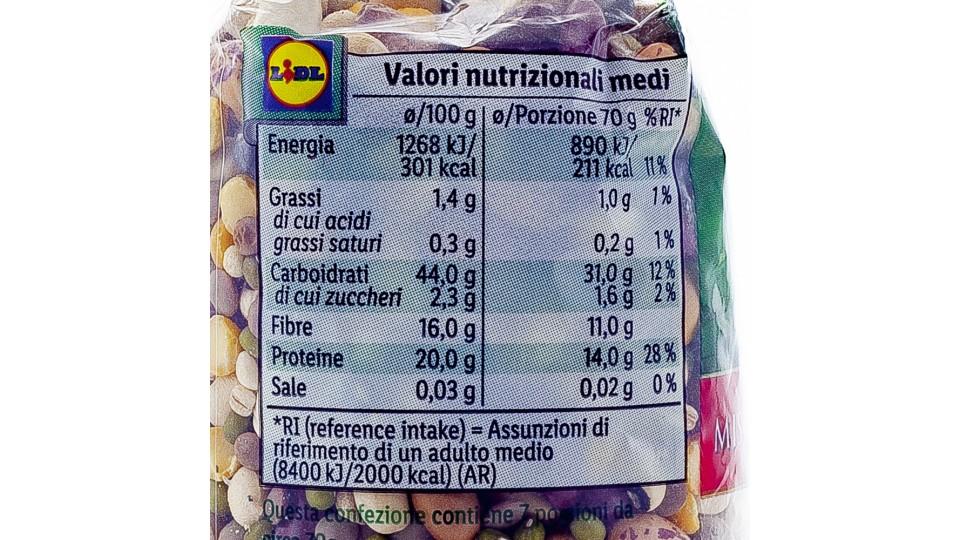 LIDL
Valori nutrizionali medi
ø/100 g ø/Porzione 70 g %RI*
Energia 1268 kJ/ 890 kJ/
301 kcal 211 kcal 11%
Grassi 1,4 g 1,0 g 1%
di cui acidi
grassi saturi 0,3 g 0,2 g 1%
Carboidrati 44,0 g 31,0 g 12%
di cui zuccheri 2,3 g 1,6 g 2%
Fibre 16,0 g 11,0 g
Proteine 20,0 g 14,0 g 28%
Sale 0,03 g 0,02 g 0%
*RI (reference intake) = Assunzioni di
riferimento di un adulto medio
(8400 kJ/2000 kcal) (AR)
Questa confezione contiene 7 porzioni da